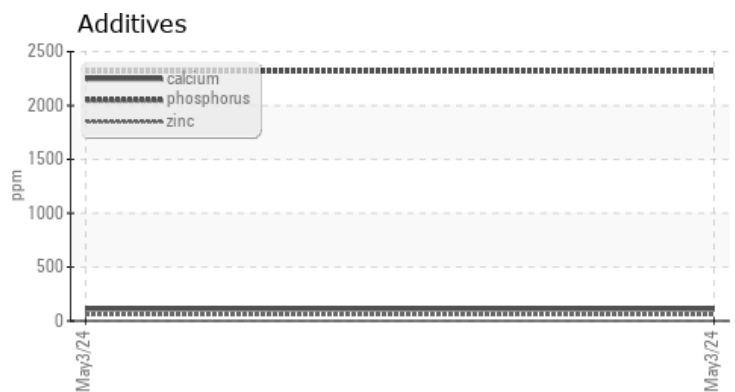 Additives
2500
2000
1500
1000
500
0
ppm
calcium
phosphorus
zinc
May3/24
May3/24